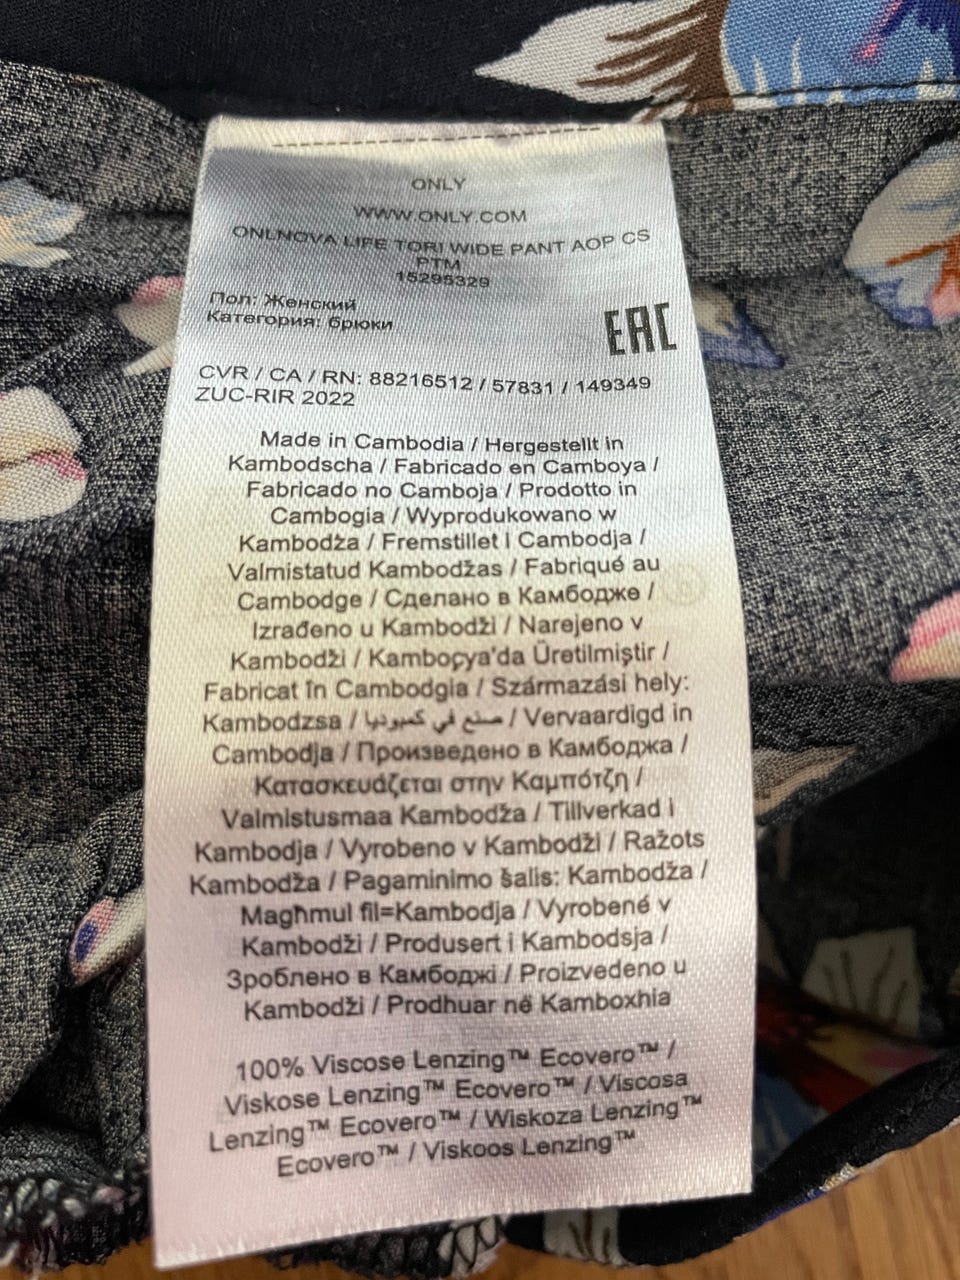 ONLY
WWW.ONLY.COM
ONLNOVA LIFE TORI WIDE PANT AOP CS
PTM
15295329
Пол: Женский
Категория: брюки
EAC
CVR / CA / RN: 88216512 / 57831 / 149349
ZUC-RIR 2022
Made in Cambodia / Hergestellt in
Kambodscha / Fabricado en Camboya /
Fabricado no Camboja / Prodotto in
Cambogia / Wyprodukowano w
Kambodża / Fremstillet i Cambodja /
Valmistatud Kambodžas / Fabriqué au
Cambodge / Сделано в Камбодже /
Izrađeno u Kambodži / Narejeno v
Kambodži / Kamboçya'da Üretilmiştir /
Fabricat în Cambodgia / Származási hely:
Kambodzsa / صنع في كمبوديا / Vervaardigd in
Cambodja / Произведено в Камбоджа /
Κατασκευάζεται στην Καμπότζη /
Valmistusmaa Kambodža / Tillverkad i
Kambodja / Vyrobeno v Kambodži / Ražots
Kambodža / Pagaminimo šalis: Kambodža /
Magħmul fil=Kambodja / Vyrobené v
Kambodži / Produsert i Kambodsja /
Зроблено в Камбоджі / Proizvedeno u
Kambodži / Prodhuar në Kamboxhia
100% Viscose Lenzing™ Ecovero™ /
Viskose Lenzing™ Ecovero™ / Viscosa
Lenzing™ Ecovero™ / Wiskoza Lenzing™
Ecovero™ / Viskoos Lenzing™